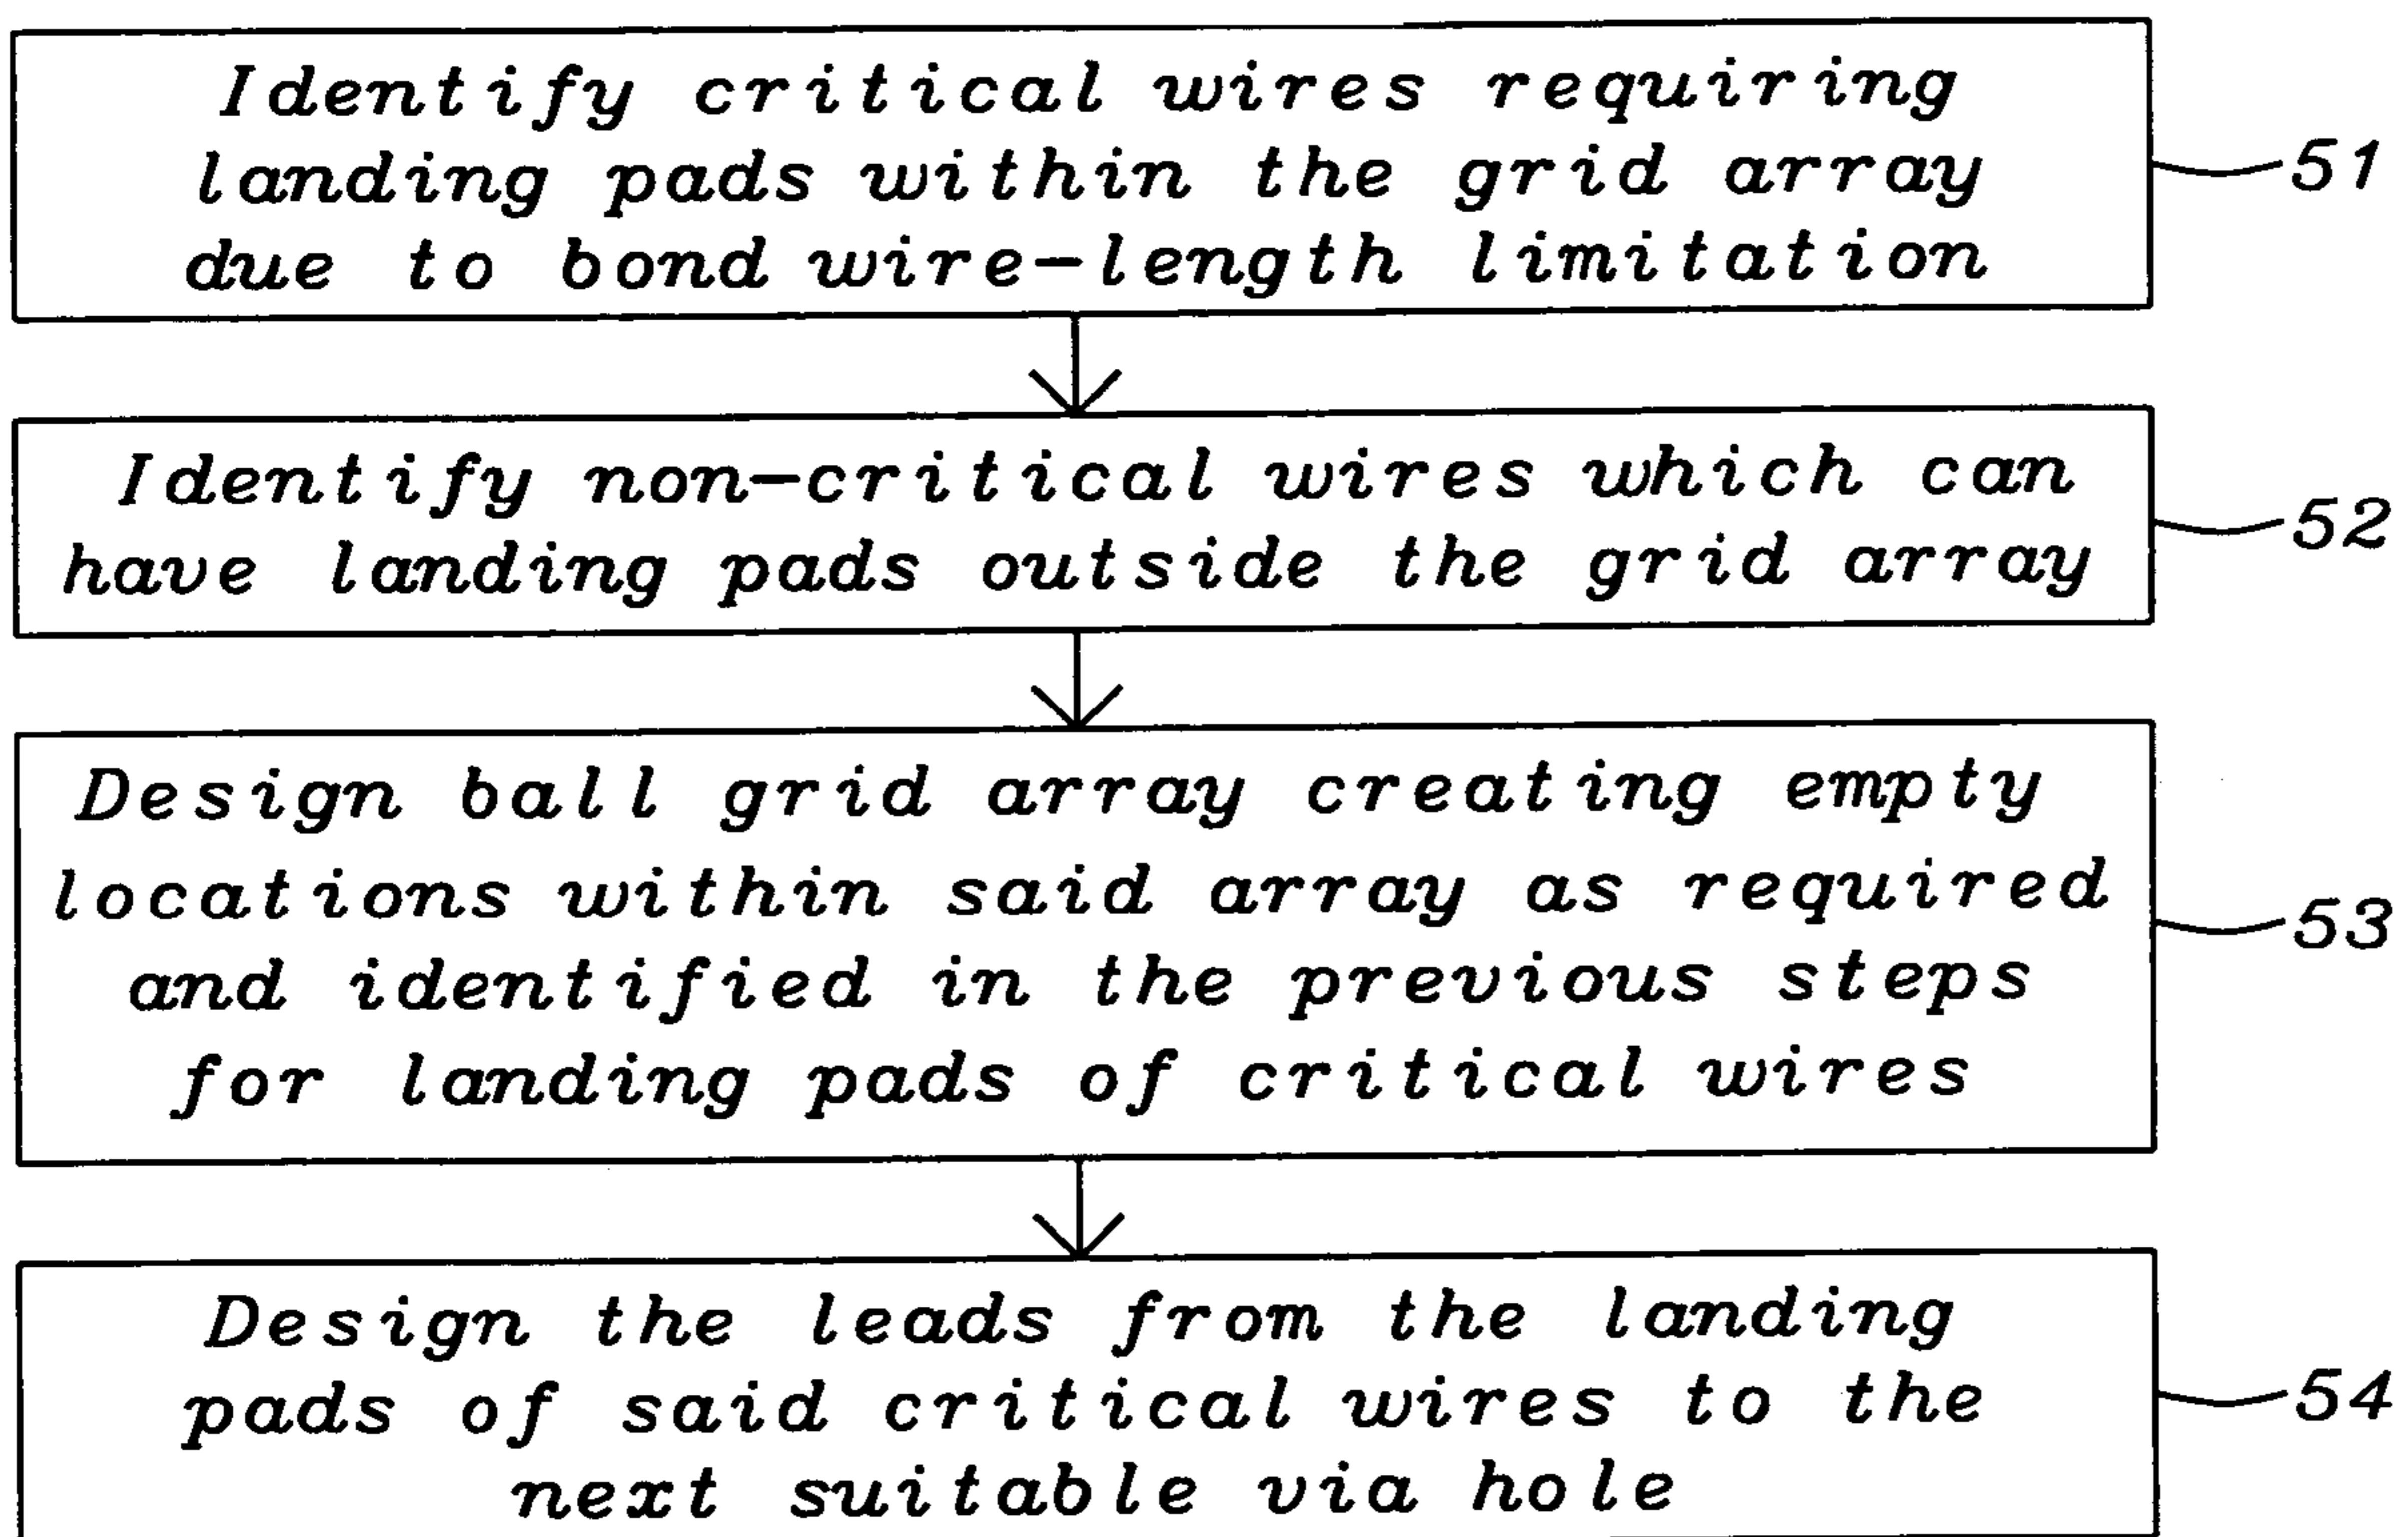 Identify critical wires requiring
landing pads within the grid array
due to bond wire-length limitation
51
Identify non-critical wires which can
have landing pads outside the grid array
52
Design ball grid array creating empty
locations within said array as required
and identified in the previous steps
for landing pads of critical wires
53
Design the leads from the landing
pads of said critical wires to the
next suitable via hole
54